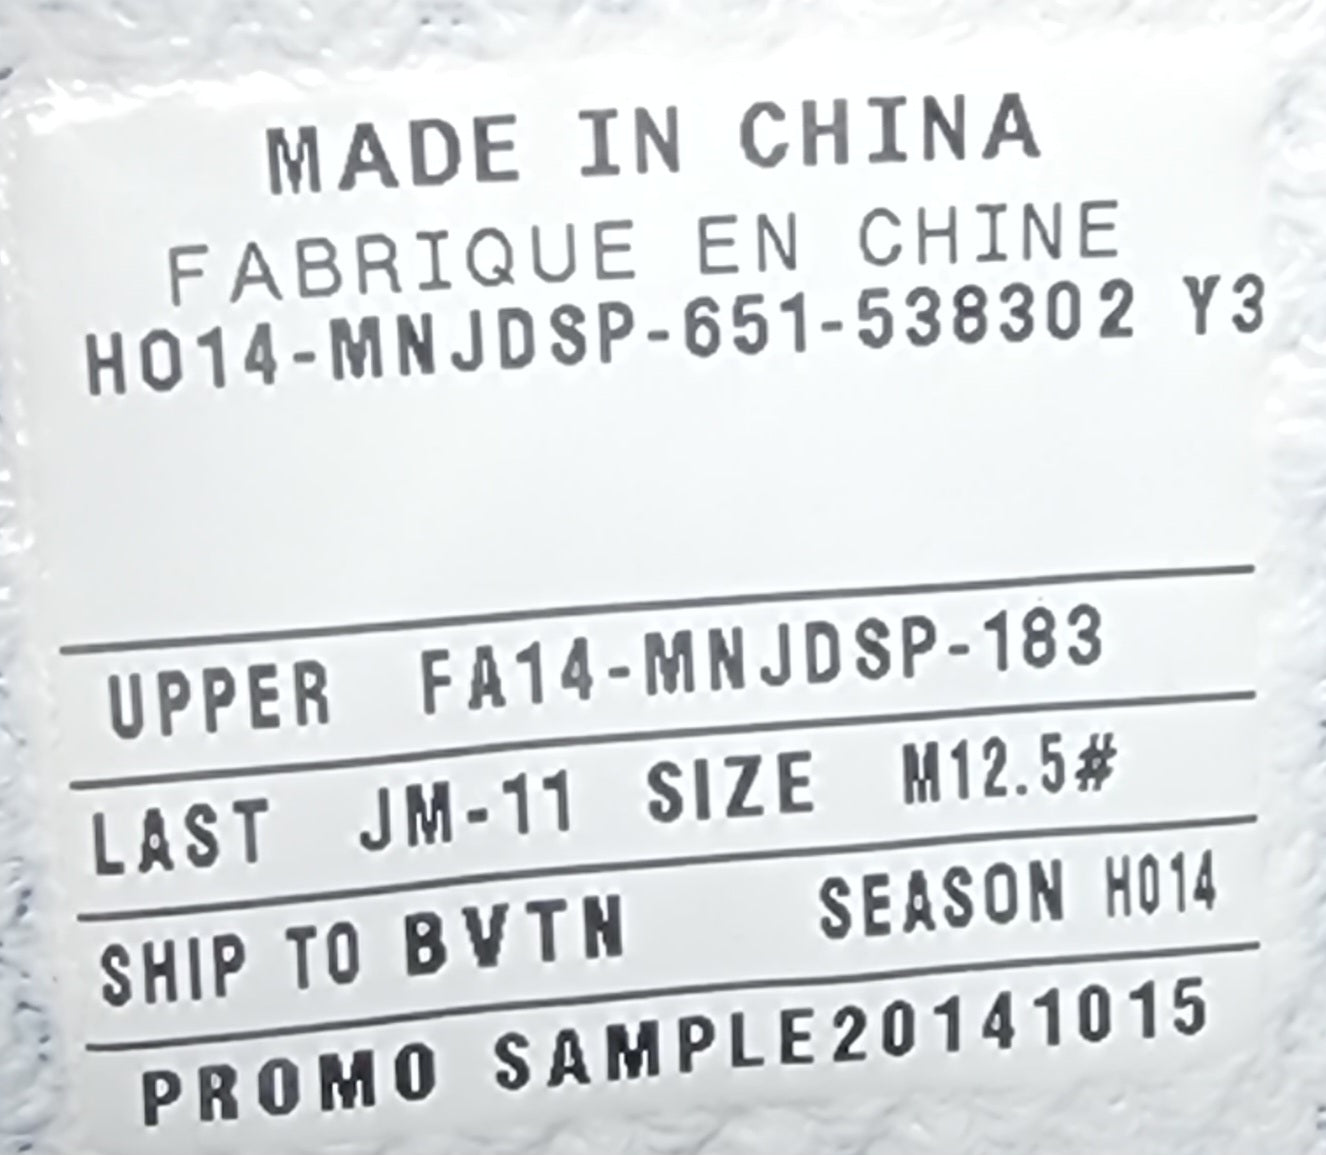 MADE IN CHINA
FABRIQUE EN CHINE
HO14-MNJDSP-651-538302 Y3
UPPER FA14-MNJDSP-183
LAST JM-11 SIZE M12.5#
SHIP TO BVTN SEASON HO14
PROMO SAMPLE20141015